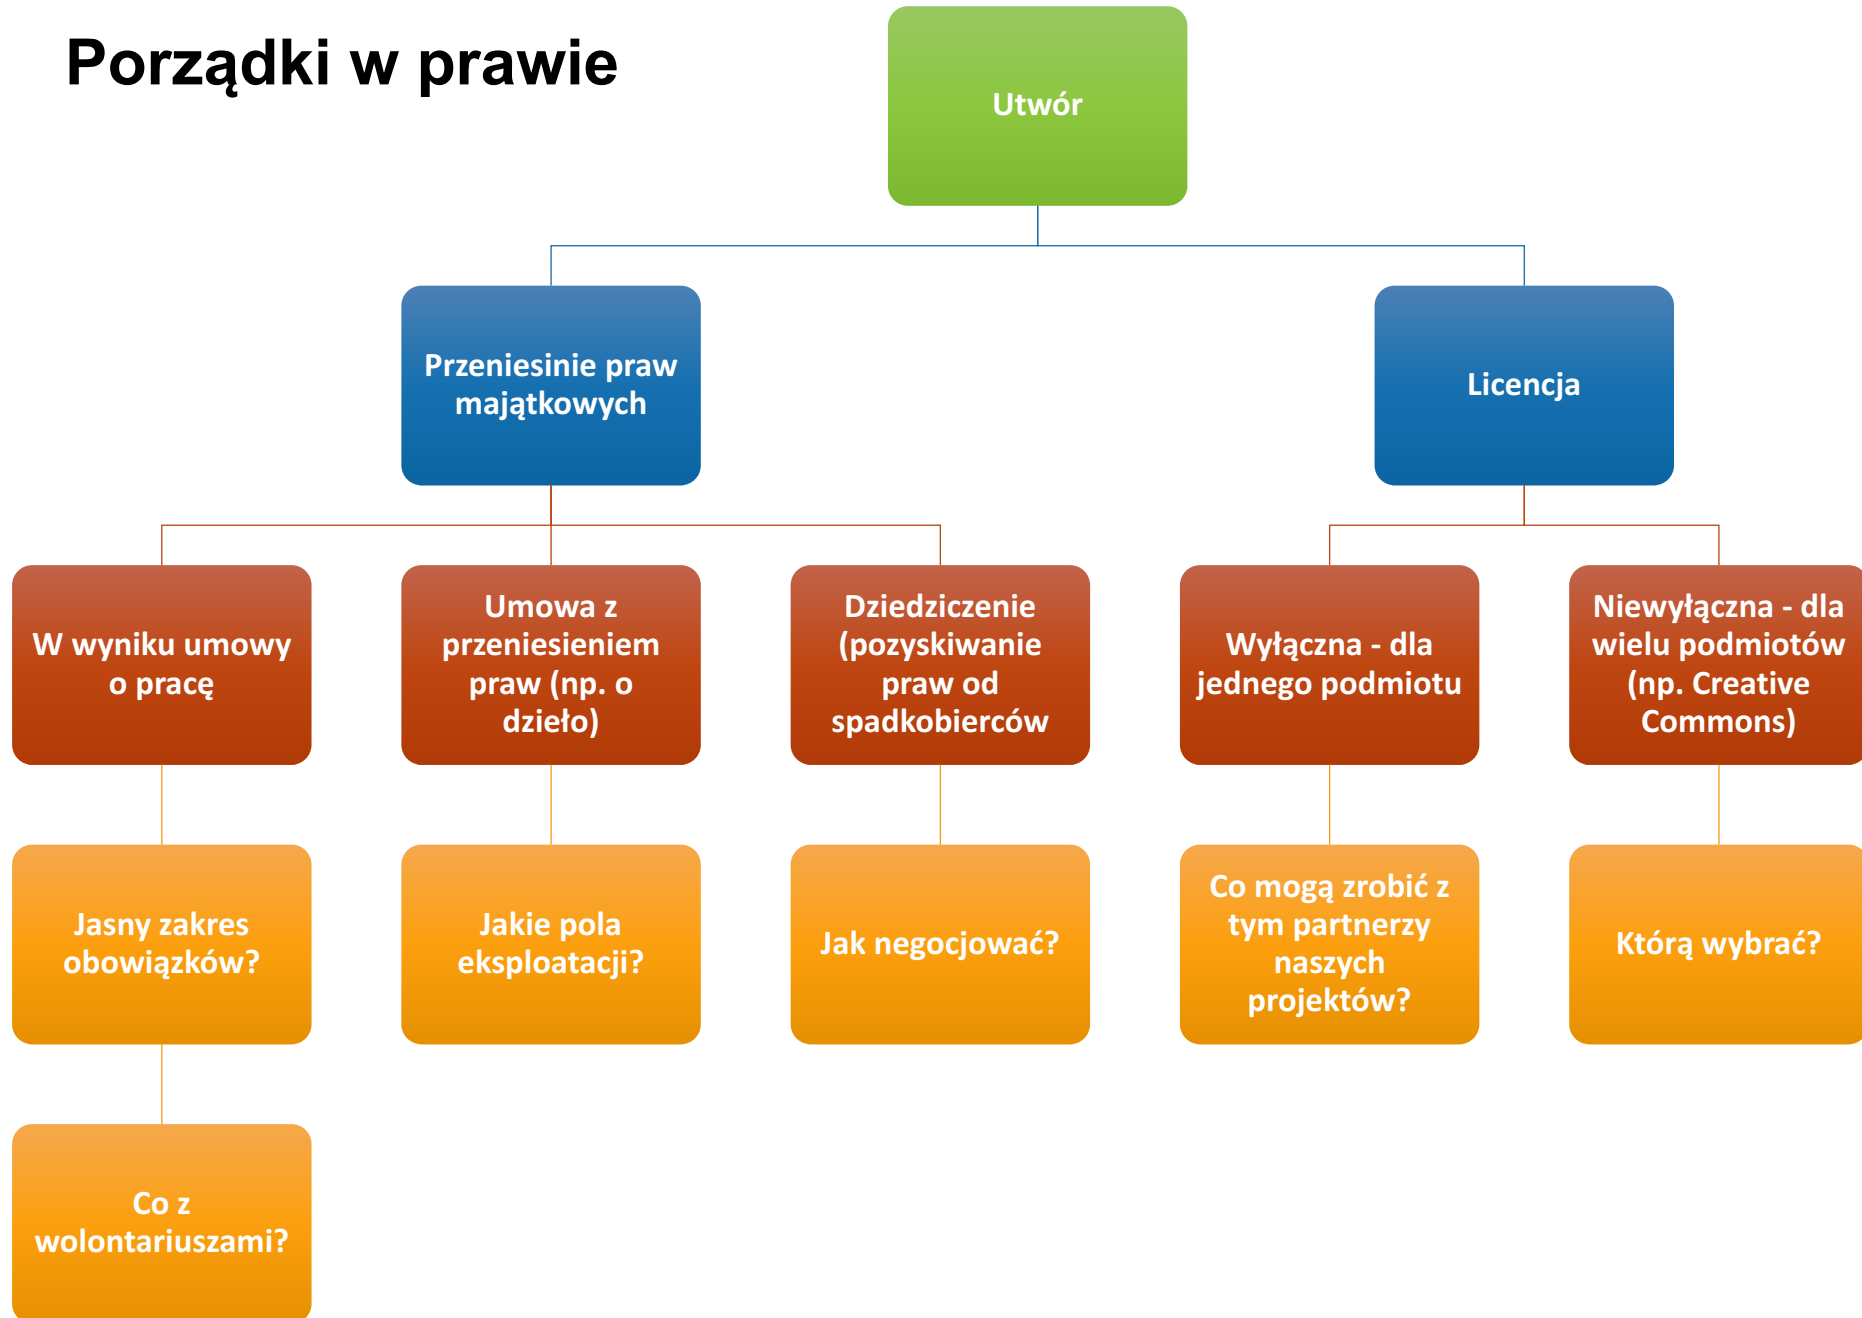 Porządki w prawie
Utwór
Przeniesinie praw
majątkowych
Licencja
W wyniku umowy
o pracę
Umowa z
przeniesieniem
praw (np. o
dzieło)
Dziedziczenie
(pozyskiwanie
praw od
spadkobierców
Wyłączna - dla
jednego podmiotu
Niewyłączna - dla
wielu podmiotów
(np. Creative
Commons)
Jasny zakres
obowiązków?
Jakie pola
eksploatacji?
Jak negocjować?
Co mogą zrobić z
tym partnerzy
naszych
projektów?
Którą wybrać?
Co z
wolontariuszami?